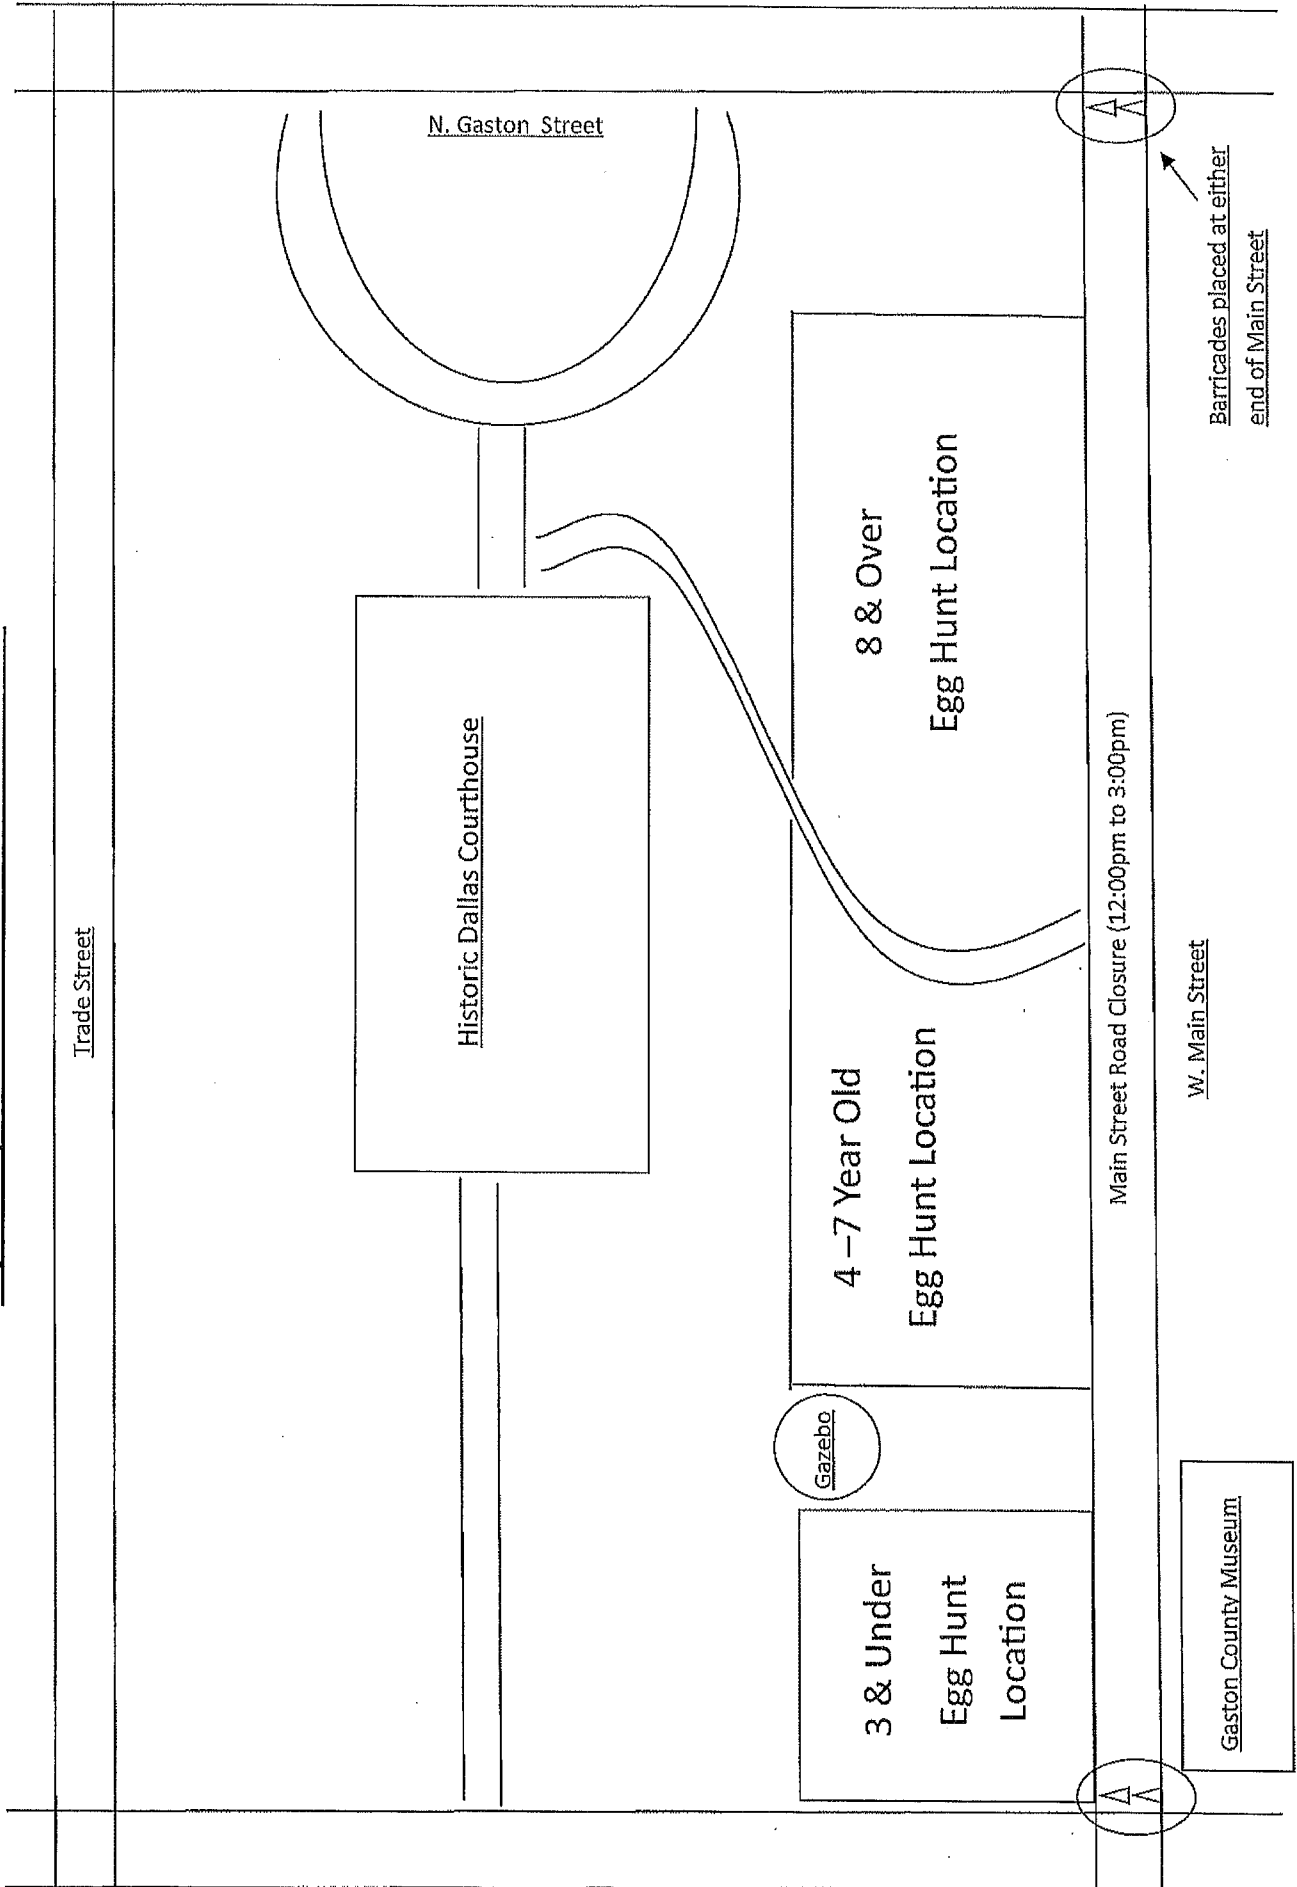 Trade Street
N. Gaston Street
Historic Dallas Courthouse
3 & Under
Egg Hunt
Location
Gazebo
4 –7 Year Old
Egg Hunt Location
8 & Over
Egg Hunt Location
Main Street Road Closure (12:00pm to 3:00pm)
W. Main Street
Gaston County Museum
Barricades placed at either
end of Main Street